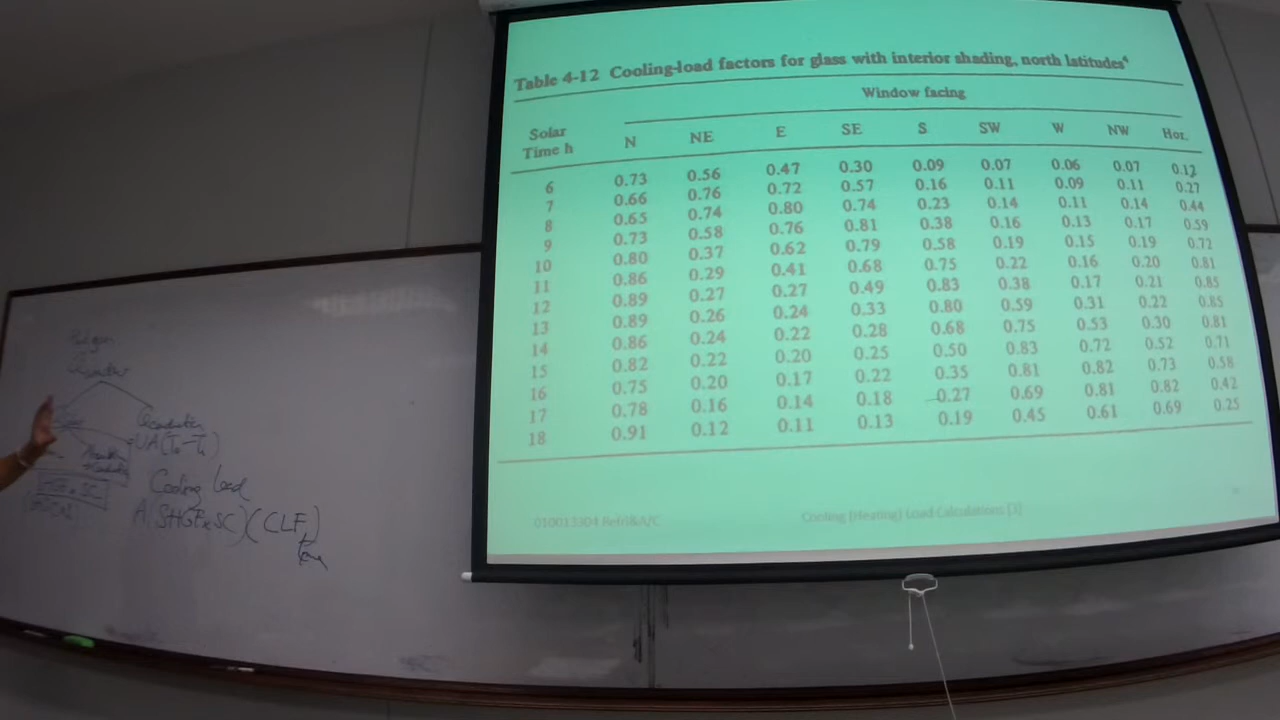 Table 4-12 Cooling-load factors for glass with interior shading, north latitudes⁴
Window facing
Solar Time h N NE E SE S SW W NW Hor.
6 0.73 0.56 0.47 0.30 0.09 0.07 0.06 0.07 0.12
7 0.66 0.76 0.72 0.57 0.16 0.11 0.09 0.11 0.27
8 0.65 0.74 0.80 0.74 0.23 0.14 0.11 0.14 0.44
9 0.73 0.58 0.76 0.81 0.38 0.16 0.13 0.17 0.59
10 0.80 0.37 0.62 0.79 0.58 0.19 0.15 0.19 0.72
11 0.86 0.29 0.41 0.68 0.75 0.22 0.16 0.20 0.81
12 0.89 0.27 0.27 0.49 0.83 0.38 0.17 0.21 0.85
13 0.89 0.26 0.24 0.33 0.80 0.59 0.31 0.22 0.85
14 0.86 0.24 0.22 0.28 0.68 0.75 0.53 0.30 0.81
15 0.82 0.22 0.20 0.25 0.50 0.83 0.72 0.52 0.71
16 0.75 0.20 0.17 0.22 0.35 0.81 0.82 0.73 0.58
17 0.78 0.16 0.14 0.18 0.27 0.69 0.81 0.82 0.42
18 0.91 0.12 0.11 0.13 0.19 0.45 0.61 0.69 0.25
010013304 Refrig&A/C Cooling (Heating) Load Calculations [3]
UA(To-Ti)
Cooling load
A(SHGFxSC)(CLF)
time